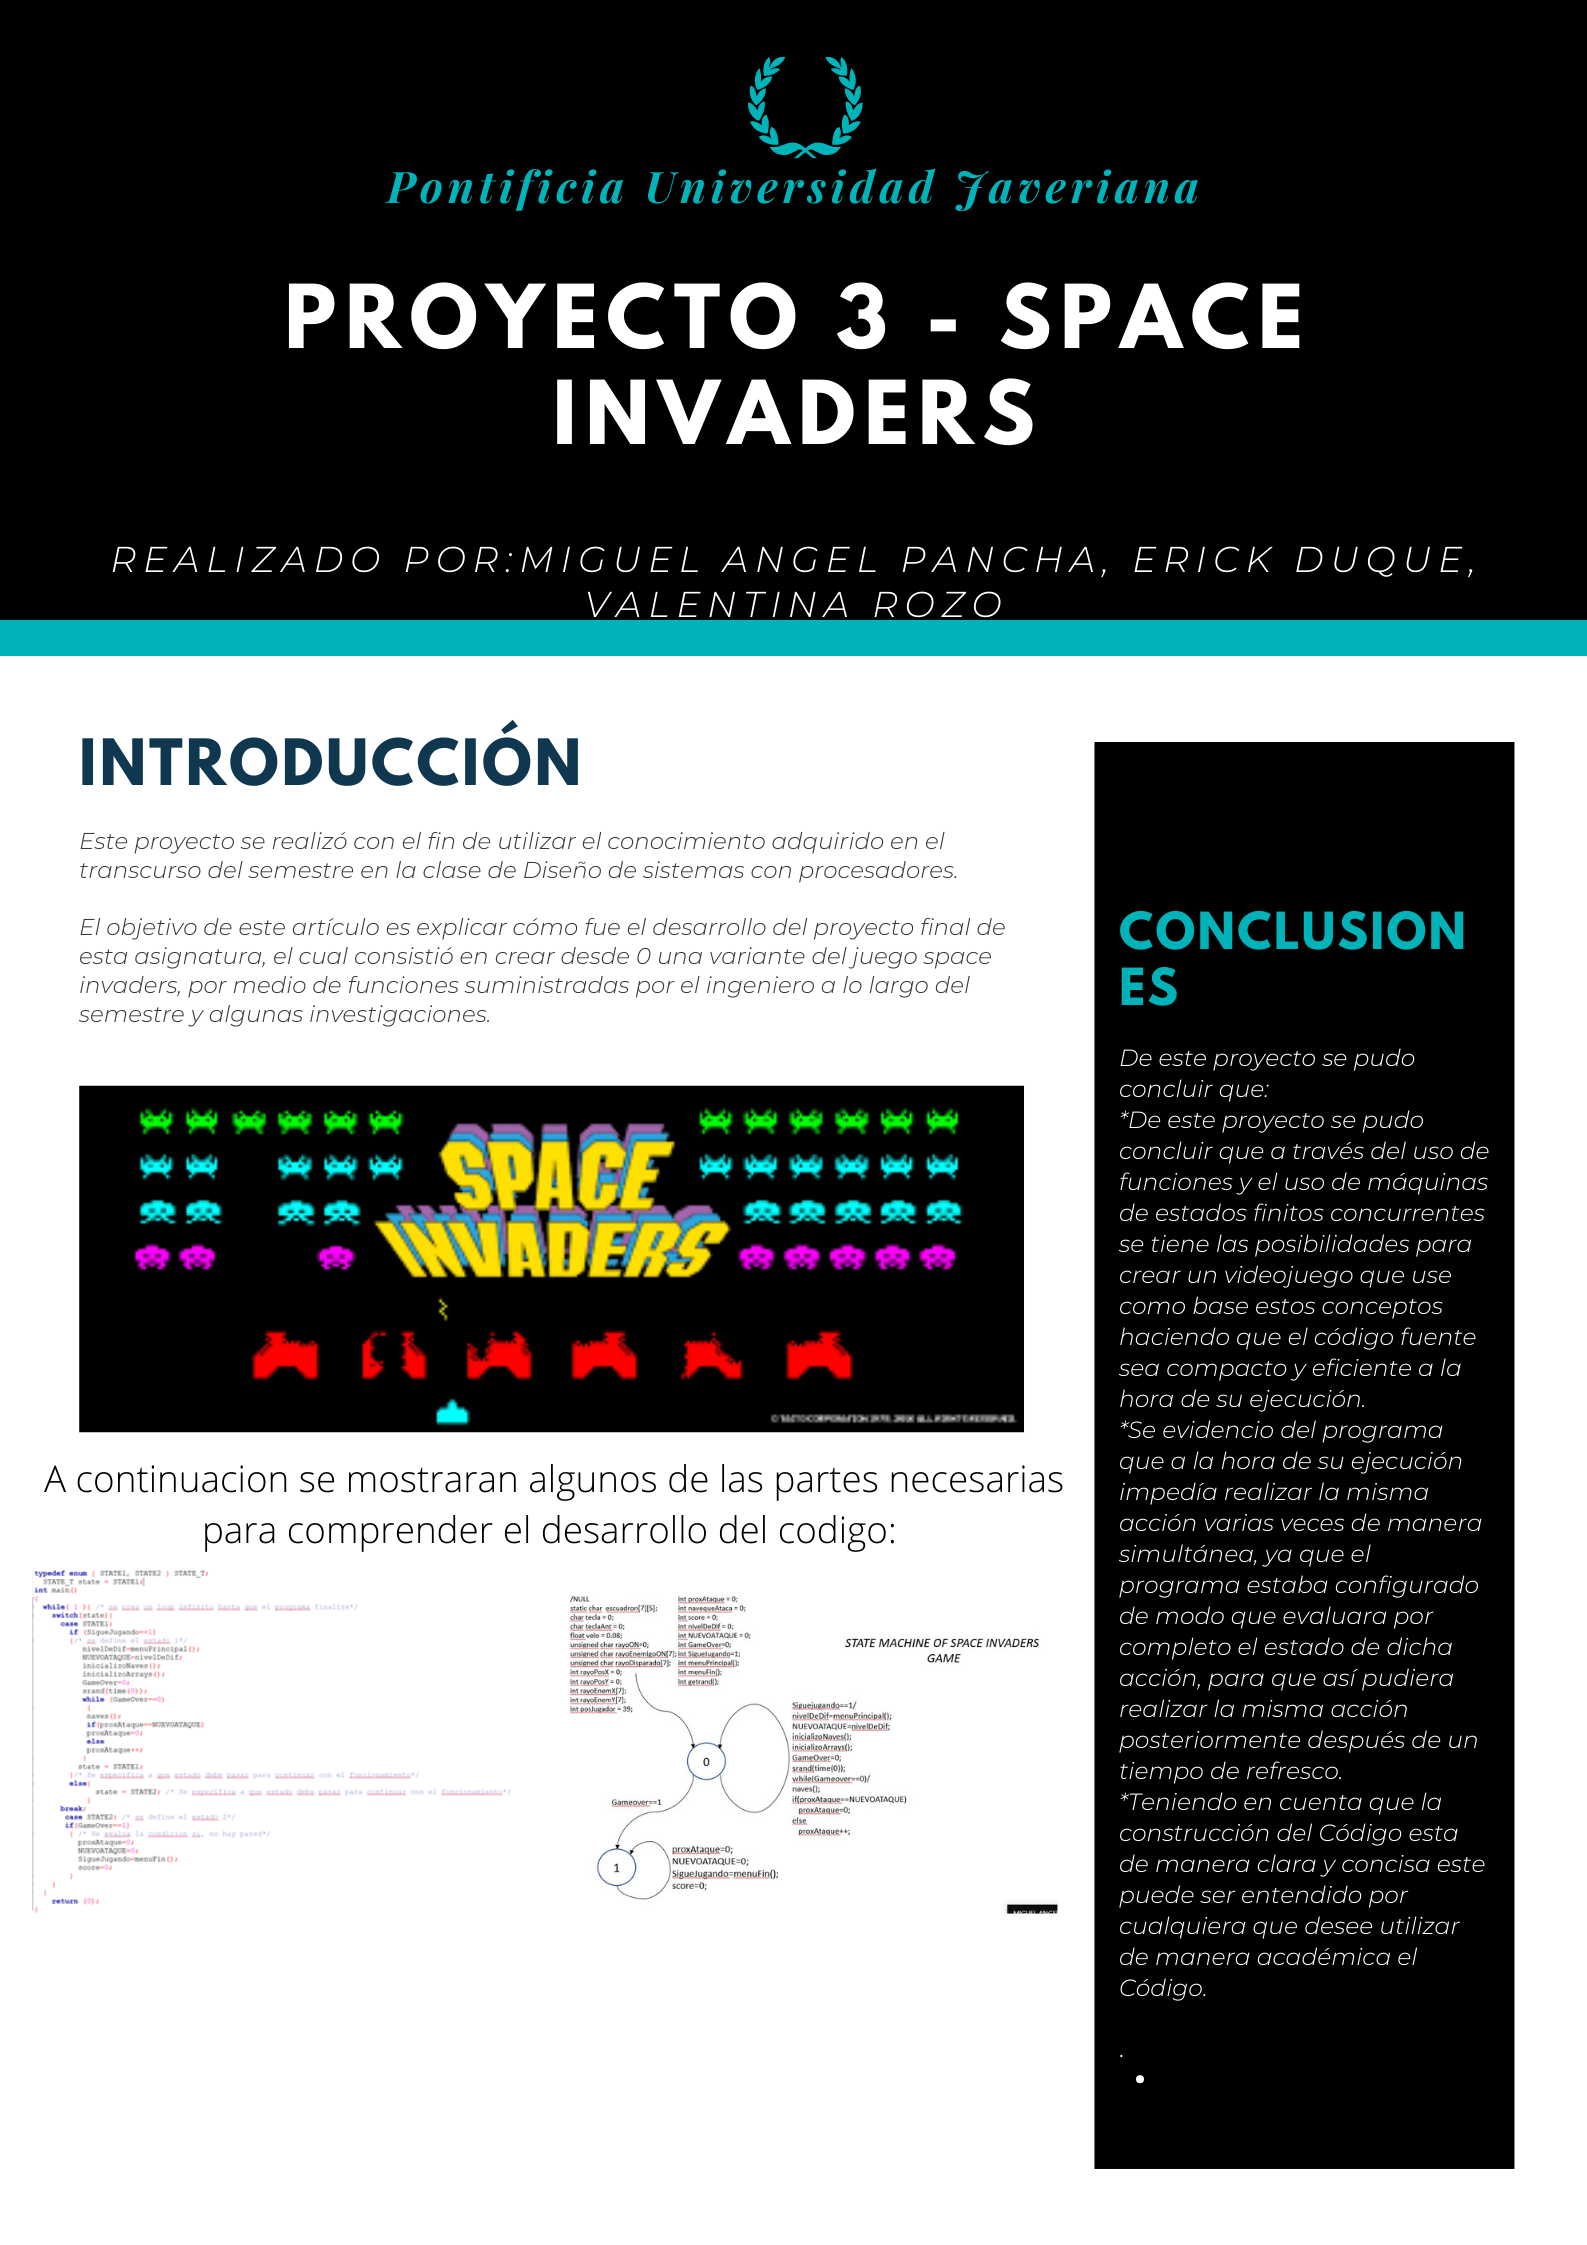 Pontificia Universidad Javeriana
PROYECTO 3 - SPACE
INVADERS
REALIZADO POR:MIGUEL ANGEL PANCHA, ERICK DUQUE,
VALENTINA ROZO
INTRODUCCIÓN
Este proyecto se realizó con el fin de utilizar el conocimiento adquirido en el
transcurso del semestre en la clase de Diseño de sistemas con procesadores.
El objetivo de este artículo es explicar cómo fue el desarrollo del proyecto final de
esta asignatura, el cual consistió en crear desde 0 una variante del juego space
invaders, por medio de funciones suministradas por el ingeniero a lo largo del
semestre y algunas investigaciones.
SPACE
INVADERS
© TAITO CORPORATION 1978, ALL RIGHTS RESERVED.
A continuacion se mostraran algunos de las partes necesarias
para comprender el desarrollo del codigo:
typedef enum { STATE1, STATE2 } STATE_T;
STATE_T state = STATE1;
int main()
{
while( 1 ){ /* se crea un loop infinito hasta que el programa finalize*/
switch(state){
case STATE1:
if (SigueJugando==1)
{/* se define el estado 1*/
nivelDeDif=menuPrincipal();
NUEVOATAQUE=nivelDeDif;
inicializoNaves();
inicializoArrays();
GameOver=0;
srand(time(0));
while (GameOver==0)
{
naves();
if(proxAtaque==NUEVOATAQUE)
proxAtaque=0;
else
proxAtaque++;
}
state = STATE1;
}/* Se especifica a que estado debe pasar para continuar con el funcionamiento*/
else{
state = STATE2; /* Se especifica a que estado debe pasar para continuar con el funcionamiento*/
}
break;
case STATE2: /* se define el estado 2*/
if(GameOver==1)
{ /* Se evalua la condicion si, no hay pared*/
proxAtaque=0;
NUEVOATAQUE=0;
SigueJugando=menuFin();
score=0;
}
}
}
return (0);
}
/NULL
static char escuadron[7][5];
char tecla = 0;
char teclaAnt = 0;
float velo = 0.08;
unsigned char rayoON=0;
unsigned char rayoEnemigoON[7];
unsigned char rayoDisparado[7];
int rayoPosX = 0;
int rayoPosY = 0;
int rayoEnemX[7];
int rayoEnemY[7];
int posJugador = 39;
int proxAtaque = 0;
int navequeAtaca = 0;
int score = 0;
int nivelDeDif = 0;
int NUEVOATAQUE = 0;
int GameOver=0;
int SigueJugando=1;
int menuPrincipal();
int menuFin();
int getrand();
STATE MACHINE OF SPACE INVADERS
GAME
0
Siguejugando==1/
nivelDeDif=menuPrincipal();
NUEVOATAQUE=nivelDeDif;
inicializoNaves();
inicializoArrays();
GameOver=0;
srand(time(0));
while(Gameover==0)/
naves();
if(proxAtaque==NUEVOATAQUE)
proxAtaque=0;
else
proxAtaque++;
Gameover==1
1
proxAtaque=0;
NUEVOATAQUE=0;
SigueJugando=menuFin();
score=0;
CONCLUSION
ES
De este proyecto se pudo
concluir que:
*De este proyecto se pudo
concluir que a través del uso de
funciones y el uso de máquinas
de estados finitos concurrentes
se tiene las posibilidades para
crear un videojuego que use
como base estos conceptos
haciendo que el código fuente
sea compacto y eficiente a la
hora de su ejecución.
*Se evidencio del programa
que a la hora de su ejecución
impedía realizar la misma
acción varias veces de manera
simultánea, ya que el
programa estaba configurado
de modo que evaluara por
completo el estado de dicha
acción, para que así pudiera
realizar la misma acción
posteriormente después de un
tiempo de refresco.
*Teniendo en cuenta que la
construcción del Código esta
de manera clara y concisa este
puede ser entendido por
cualquiera que desee utilizar
de manera académica el
Código.
.
•